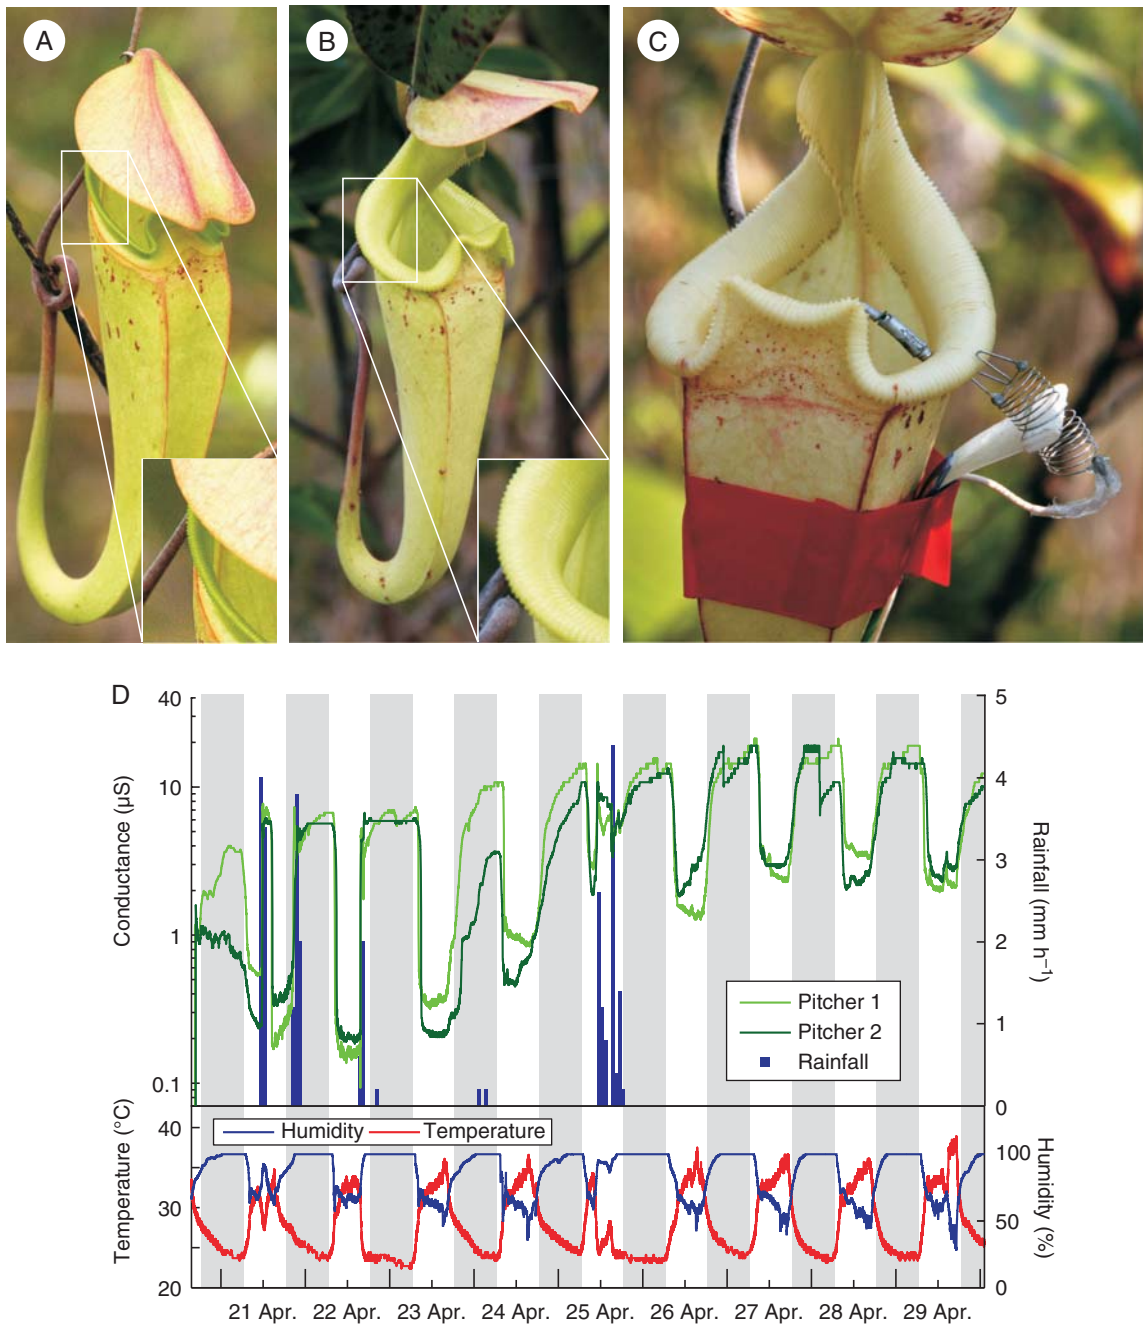 A
B
C
D
40
10
1
0.1
Conductance (µS)
5
4
3
2
1
0
Rainfall (mm h⁻¹)
Pitcher 1
Pitcher 2
Rainfall
Humidity
Temperature
40
30
20
Temperature (°C)
100
50
0
Humidity (%)
21 Apr.
22 Apr.
23 Apr.
24 Apr.
25 Apr.
26 Apr.
27 Apr.
28 Apr.
29 Apr.